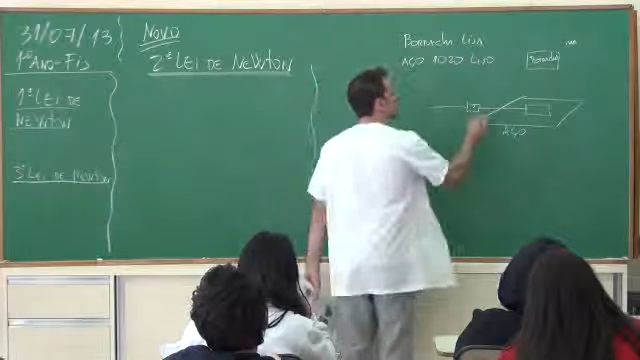 31/07/13
1º ANO - FIS
1ª LEI DE
NEWTON
3ª LEI DE NEWTON
NOVO
2ª LEI DE NEWTON
BORRACHA LISA
AÇO 1020 LISO
BORRACHA
AÇO